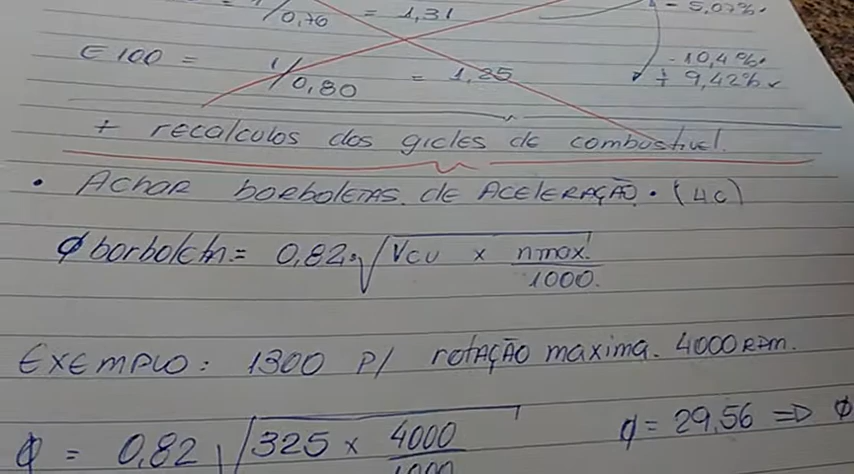 = 1/0,76 = 1,31 - 5,07%.
E100 = 1/0,80 = 1,25 - 10,4%. + 9,42%
+ recalculos dos gicles de combustivel.
• Achar borboletas. de Aceleração. (4C)
Ø borboleta = 0,82.√Vcu x nmax./1000.
Exemplo: 1300 P/ rotação maxima. 4000 RPM.
Ø = 0,82 √325 x 4000/1000 Ø = 29,56 => Ø